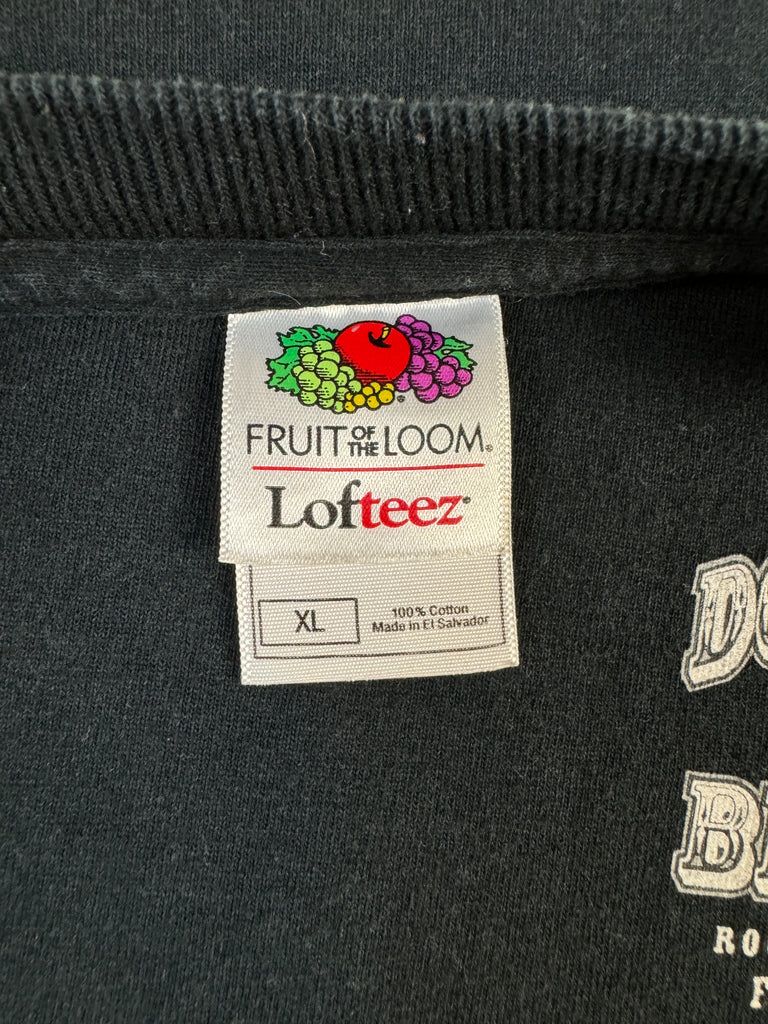 FRUIT OF THE LOOM®
Lofteez®
XL
100% Cotton
Made in El Salvador